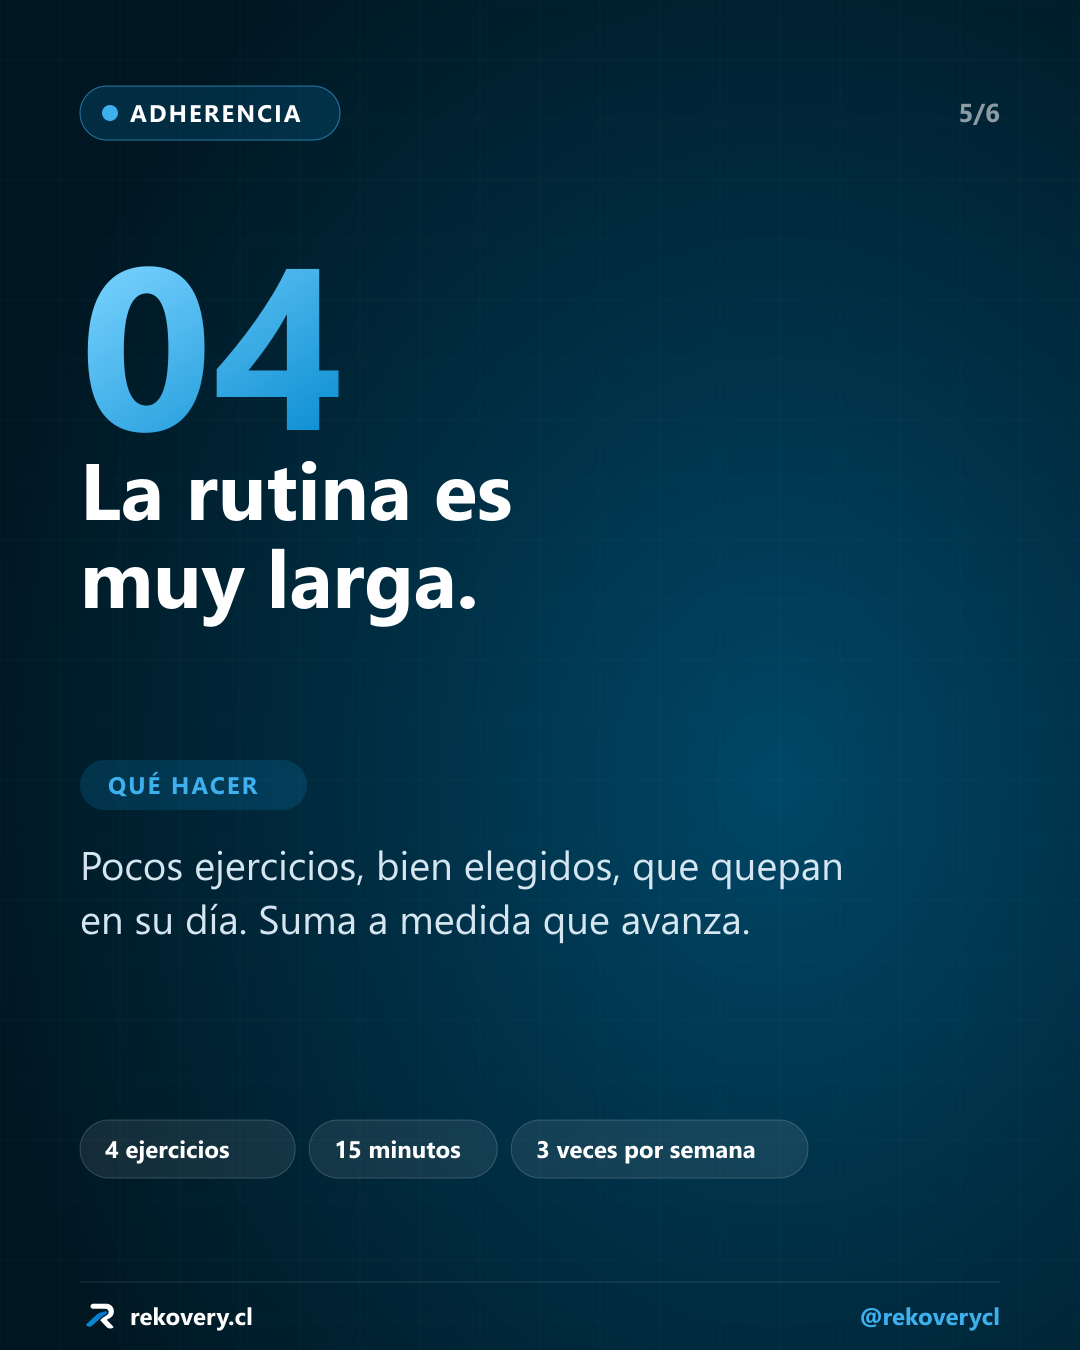 ADHERENCIA
5/6
04
La rutina es
muy larga.
QUÉ HACER
Pocos ejercicios, bien elegidos, que quepan
en su día. Suma a medida que avanza.
4 ejercicios
15 minutos
3 veces por semana
rekovery.cl
@rekoverycl